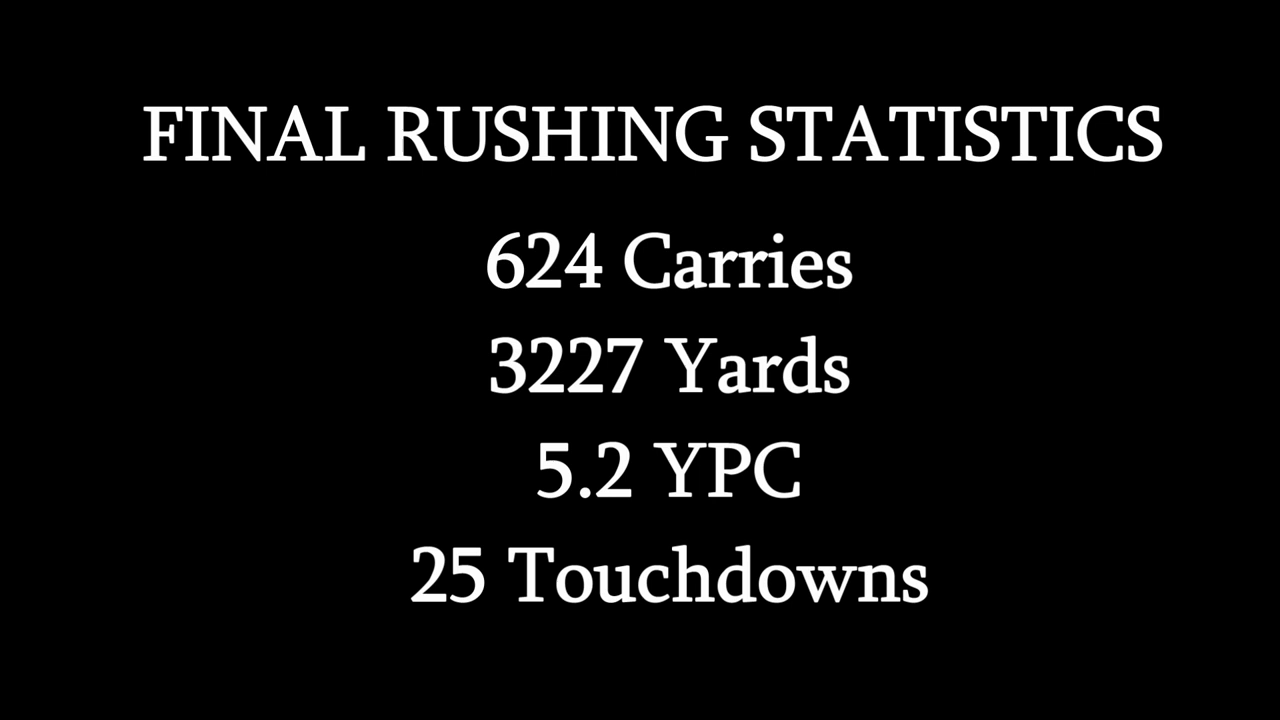 FINAL RUSHING STATISTICS
624 Carries
3227 Yards
5.2 YPC
25 Touchdowns